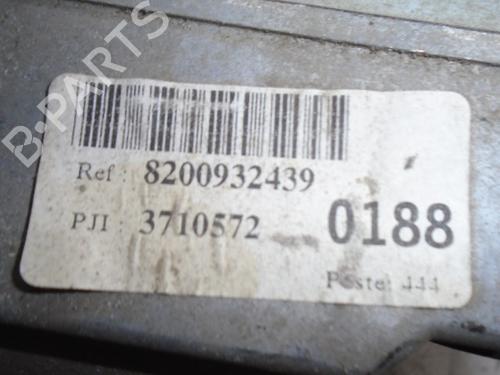 B-PARTS
Ref : 8200932439
PJI : 3710572
0188
Poste: 444